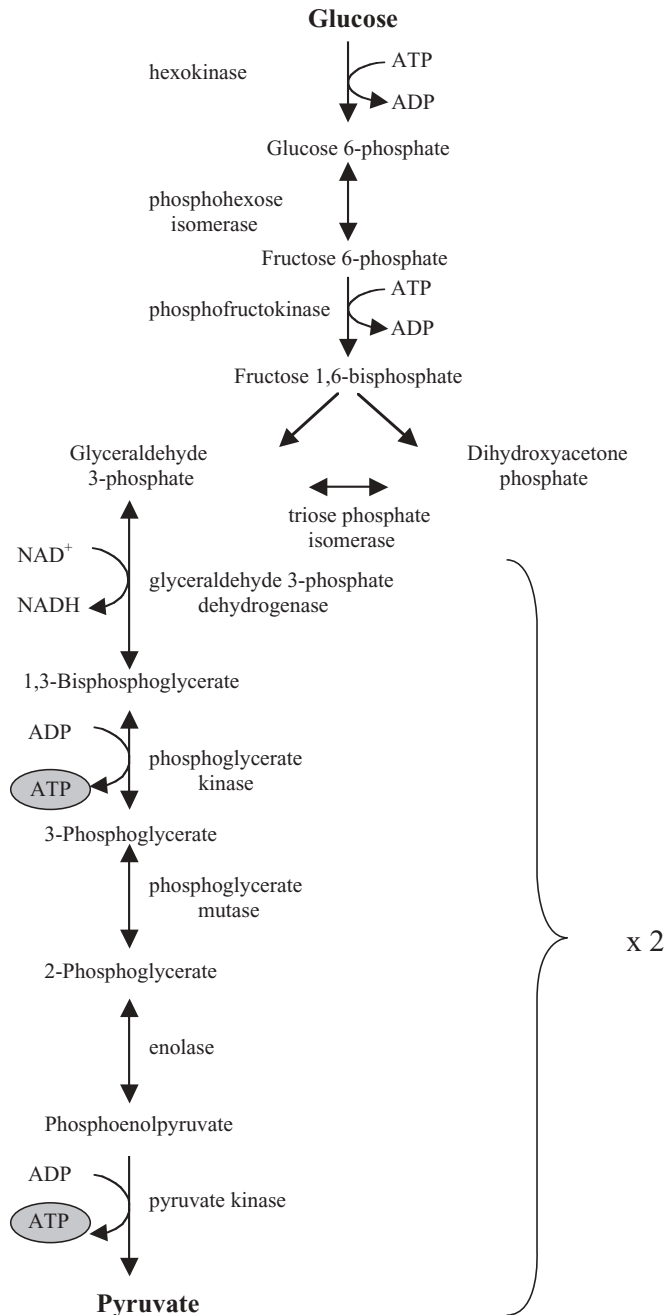 Glucose
hexokinase
ATP
ADP
Glucose 6-phosphate
phosphohexose
isomerase
Fructose 6-phosphate
phosphofructokinase
ATP
ADP
Fructose 1,6-bisphosphate
Glyceraldehyde
3-phosphate
Dihydroxyacetone
phosphate
triose phosphate
isomerase
NAD+
NADH
glyceraldehyde 3-phosphate
dehydrogenase
1,3-Bisphosphoglycerate
ADP
ATP
phosphoglycerate
kinase
3-Phosphoglycerate
phosphoglycerate
mutase
x 2
2-Phosphoglycerate
enolase
Phosphoenolpyruvate
ADP
ATP
pyruvate kinase
Pyruvate